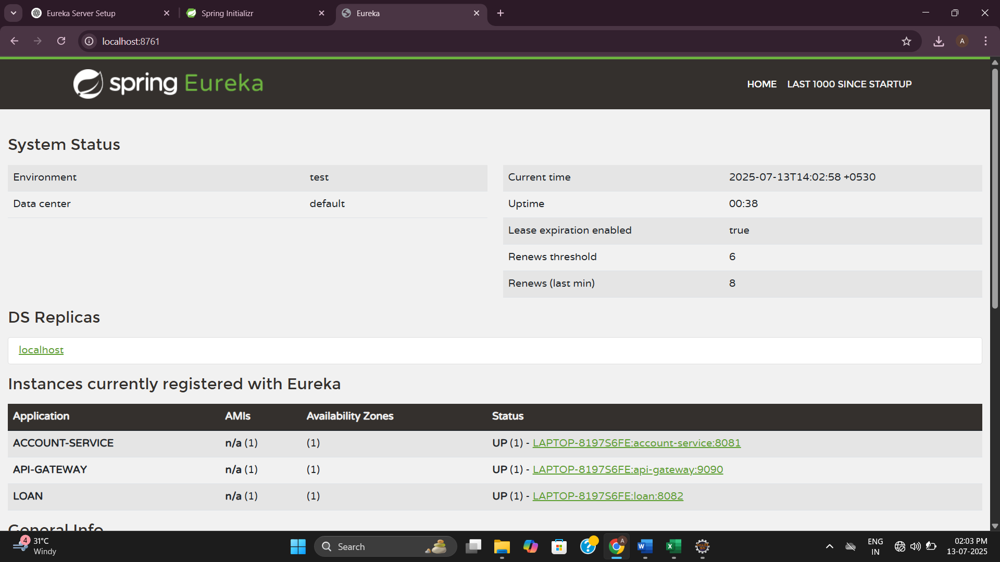 Eureka Server Setup
Spring Initializr
Eureka
localhost:8761
A
spring Eureka
HOME LAST 1000 SINCE STARTUP
System Status
Environment test
Data center default
Current time 2025-07-13T14:02:58 +0530
Uptime 00:38
Lease expiration enabled true
Renews threshold 6
Renews (last min) 8
DS Replicas
localhost
Instances currently registered with Eureka
Application AMIs Availability Zones Status
ACCOUNT-SERVICE n/a (1) (1) UP (1) - LAPTOP-8197S6FE:account-service:8081
API-GATEWAY n/a (1) (1) UP (1) - LAPTOP-8197S6FE:api-gateway:9090
LOAN n/a (1) (1) UP (1) - LAPTOP-8197S6FE:loan:8082
General Info
4
31°C
Windy
Search
A
ENG
IN
02:03 PM
13-07-2025